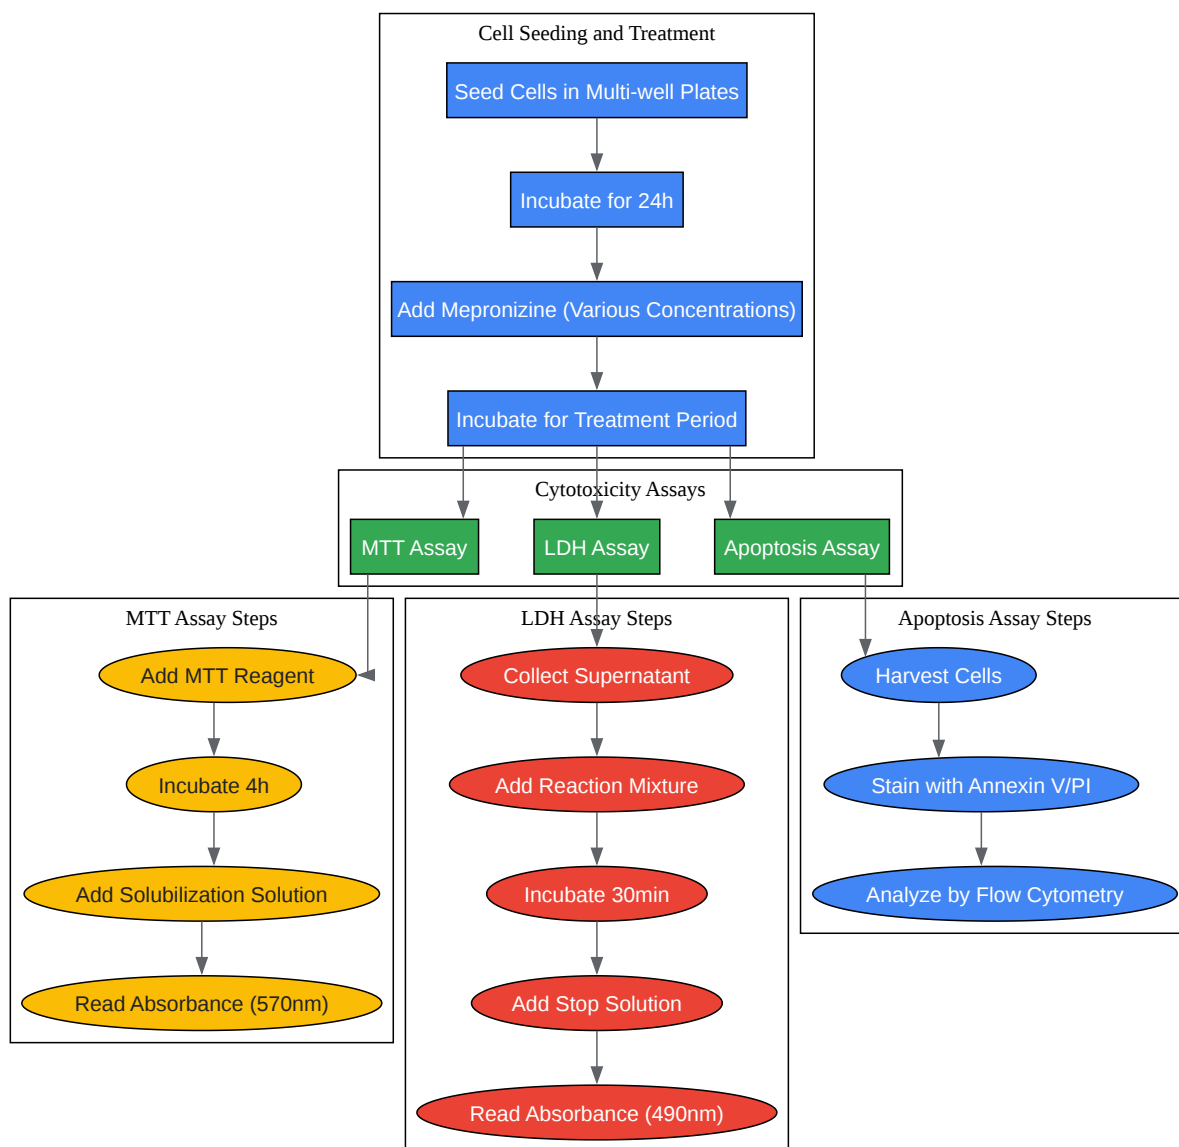 Cell Seeding and Treatment
Seed Cells in Multi-well Plates
Incubate for 24h
Add Mepronizine (Various Concentrations)
Incubate for Treatment Period
Cytotoxicity Assays
MTT Assay
LDH Assay
Apoptosis Assay
MTT Assay Steps
Add MTT Reagent
Incubate 4h
Add Solubilization Solution
Read Absorbance (570nm)
LDH Assay Steps
Collect Supernatant
Add Reaction Mixture
Incubate 30min
Add Stop Solution
Read Absorbance (490nm)
Apoptosis Assay Steps
Harvest Cells
Stain with Annexin V/PI
Analyze by Flow Cytometry